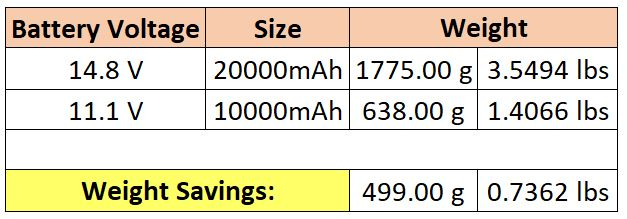 Battery Voltage Size Weight
14.8 V 20000mAh 1775.00 g 3.5494 lbs
11.1 V 10000mAh 638.00 g 1.4066 lbs
Weight Savings: 499.00 g 0.7362 lbs